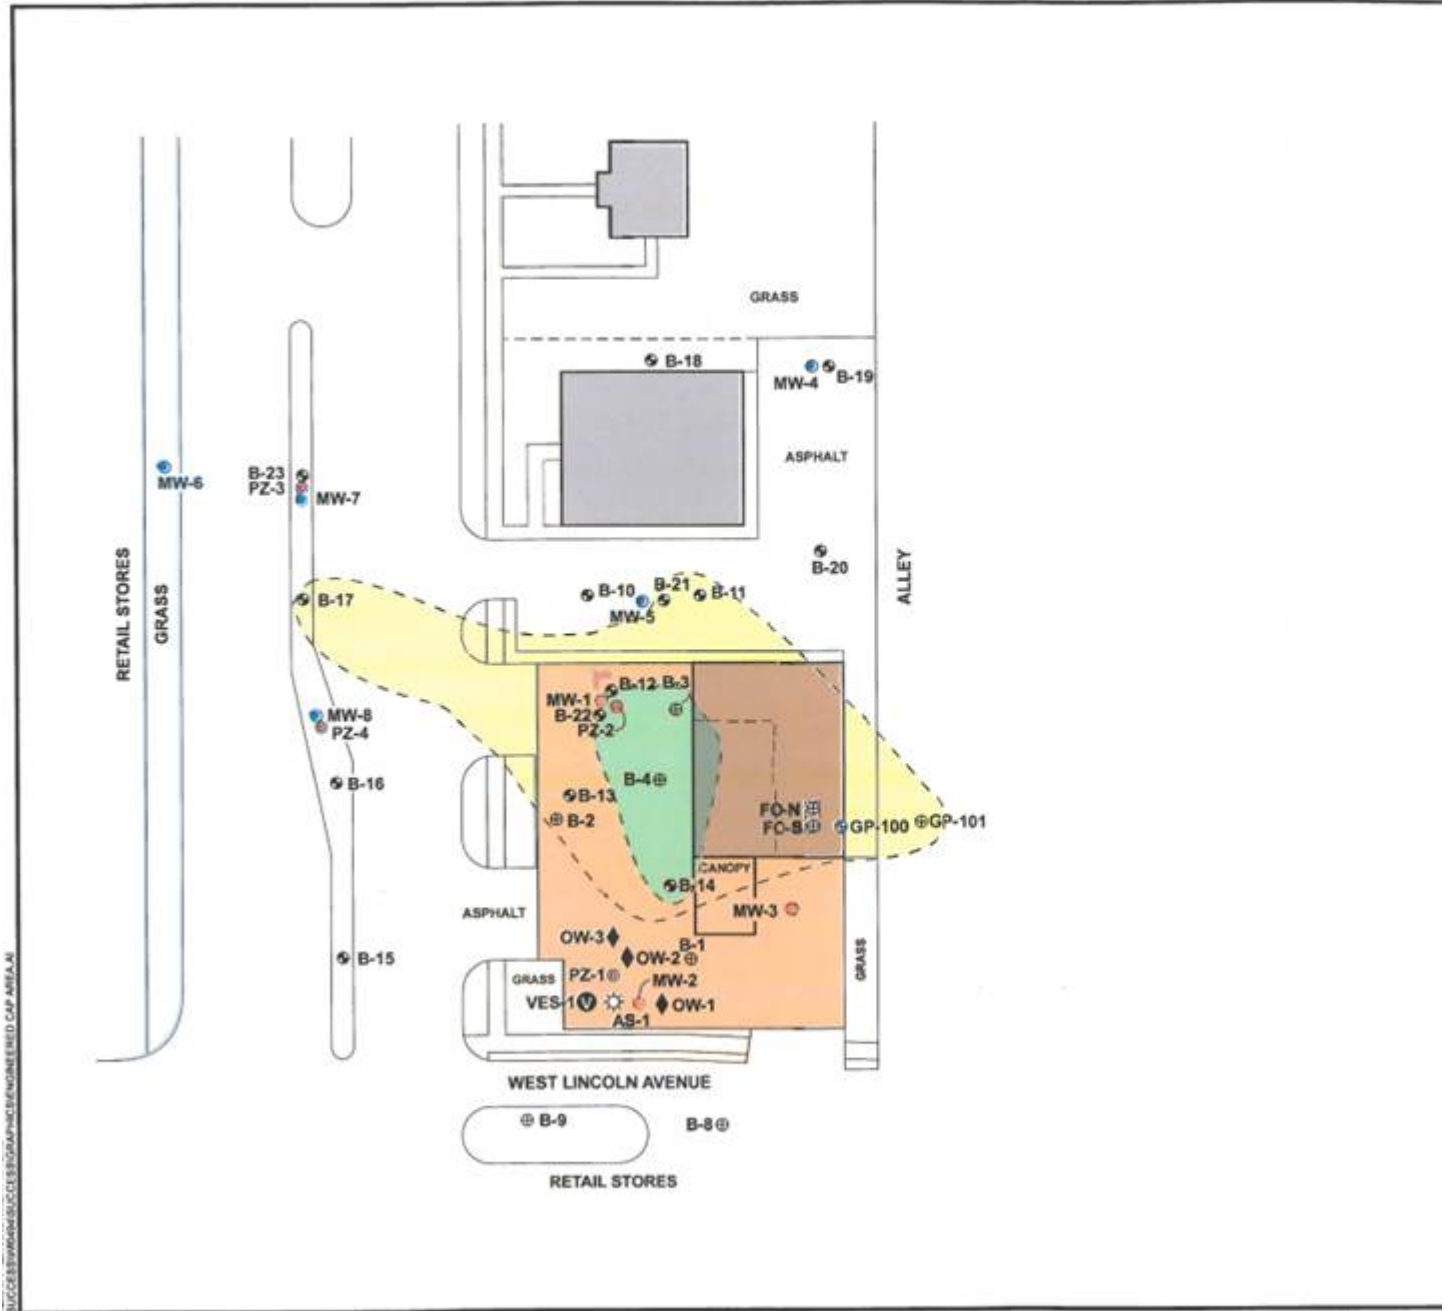 GRASS
B-18
MW-4
B-19
ASPHALT
MW-6
B-23
PZ-3
MW-7
B-20
RETAIL STORES
GRASS
ALLEY
B-10
B-21
B-11
MW-5
B-17
B-12
B-3
MW-1
B-22
PZ-2
MW-8
PZ-4
B-16
B-4
B-13
B-2
FO-N
FO-S
GP-100
GP-101
CANOPY
B-14
MW-3
ASPHALT
OW-3
B-1
OW-2
B-15
GRASS
PZ-1
MW-2
GRASS
VES-1
V
OW-1
AS-1
WEST LINCOLN AVENUE
B-9
B-8
RETAIL STORES